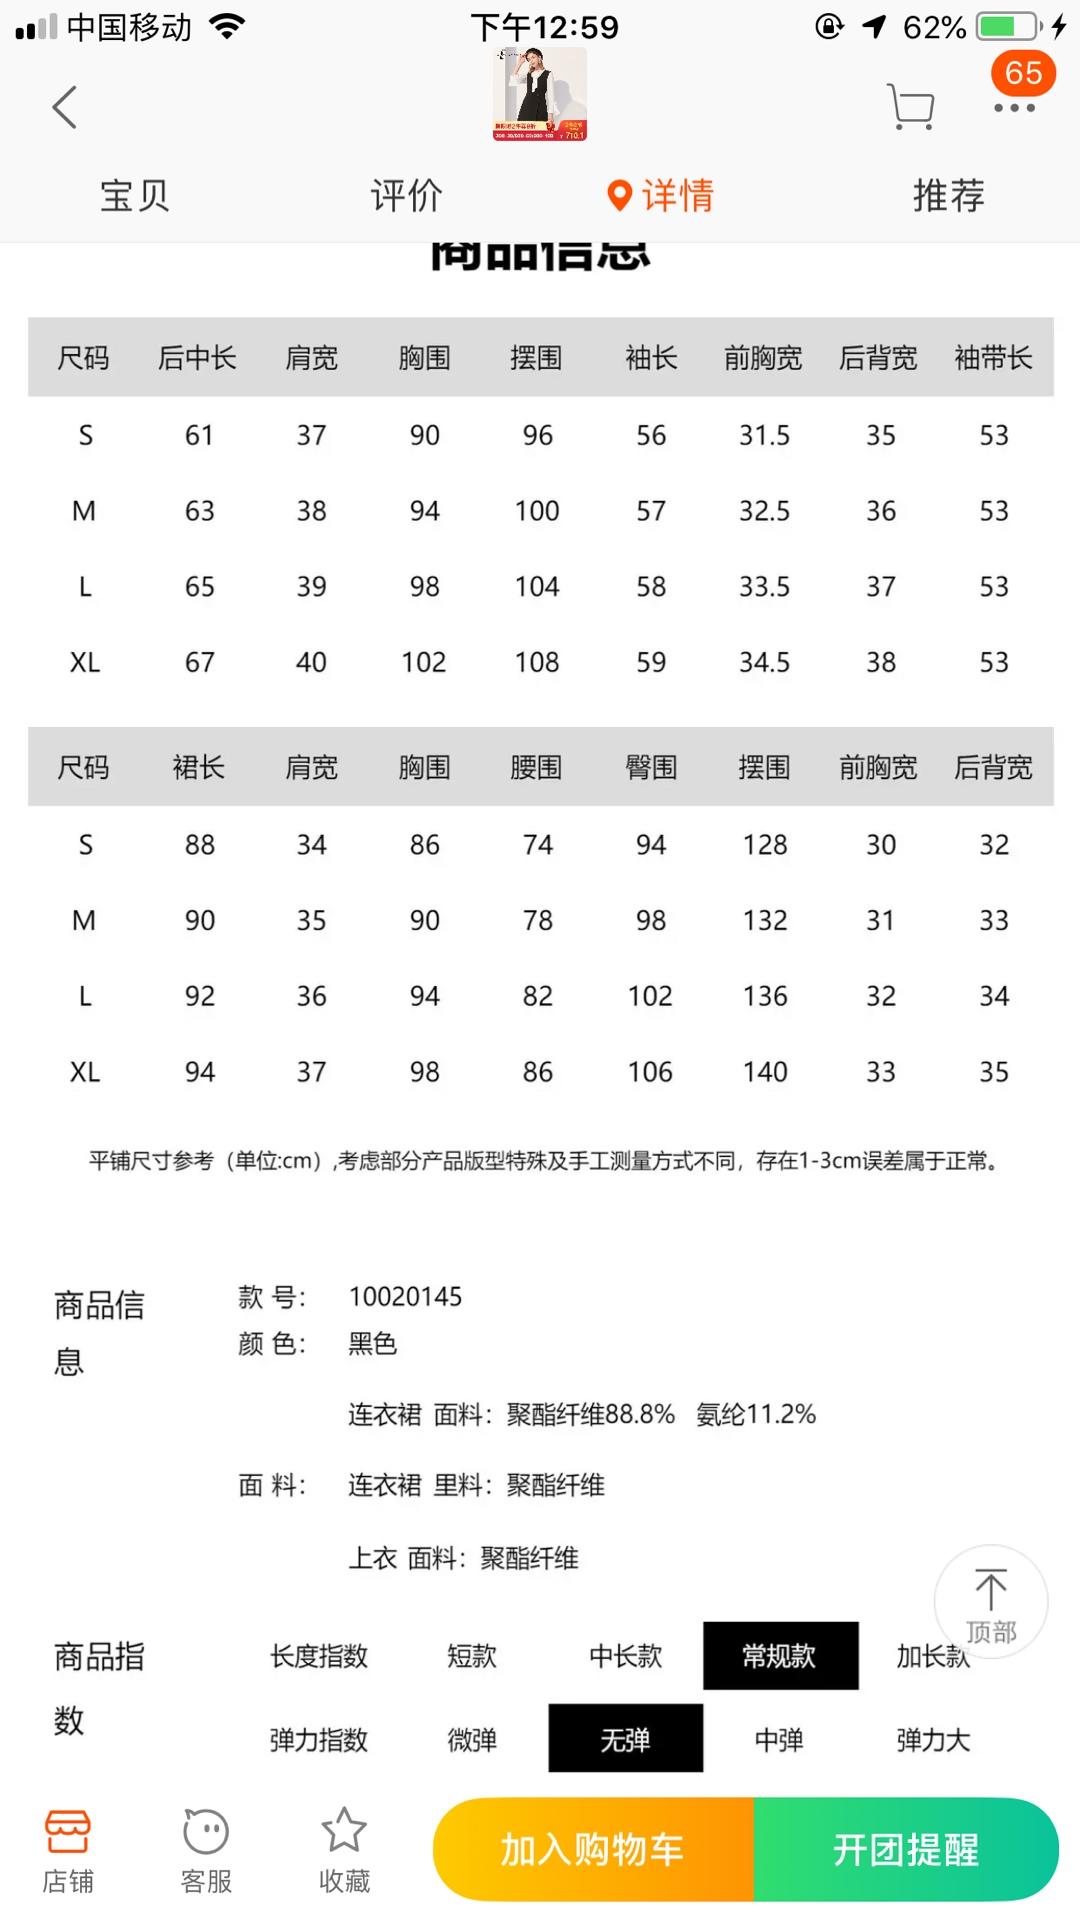 中国移动 下午12:59 62%
65
宝贝 评价 详情 推荐
商品信息
尺码 后中长 肩宽 胸围 摆围 袖长 前胸宽 后背宽 袖带长
S 61 37 90 96 56 31.5 35 53
M 63 38 94 100 57 32.5 36 53
L 65 39 98 104 58 33.5 37 53
XL 67 40 102 108 59 34.5 38 53
尺码 裙长 肩宽 胸围 腰围 臀围 摆围 前胸宽 后背宽
S 88 34 86 74 94 128 30 32
M 90 35 90 78 98 132 31 33
L 92 36 94 82 102 136 32 34
XL 94 37 98 86 106 140 33 35
平铺尺寸参考（单位:cm）,考虑部分产品版型特殊及手工测量方式不同，存在1-3cm误差属于正常。
商品信息
款 号： 10020145
颜 色： 黑色
连衣裙 面料：聚酯纤维88.8% 氨纶11.2%
面 料： 连衣裙 里料：聚酯纤维
上衣 面料：聚酯纤维
顶部
商品指数
长度指数 短款 中长款 常规款 加长款
弹力指数 微弹 无弹 中弹 弹力大
店铺 客服 收藏 加入购物车 开团提醒